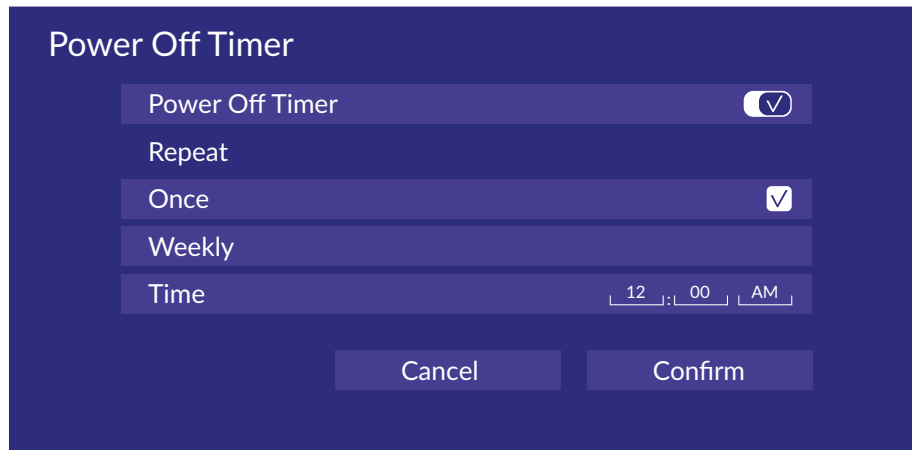 Power Off Timer
Power Off Timer
Repeat
Once
Weekly
Time 12 : 00 AM
Cancel Confirm